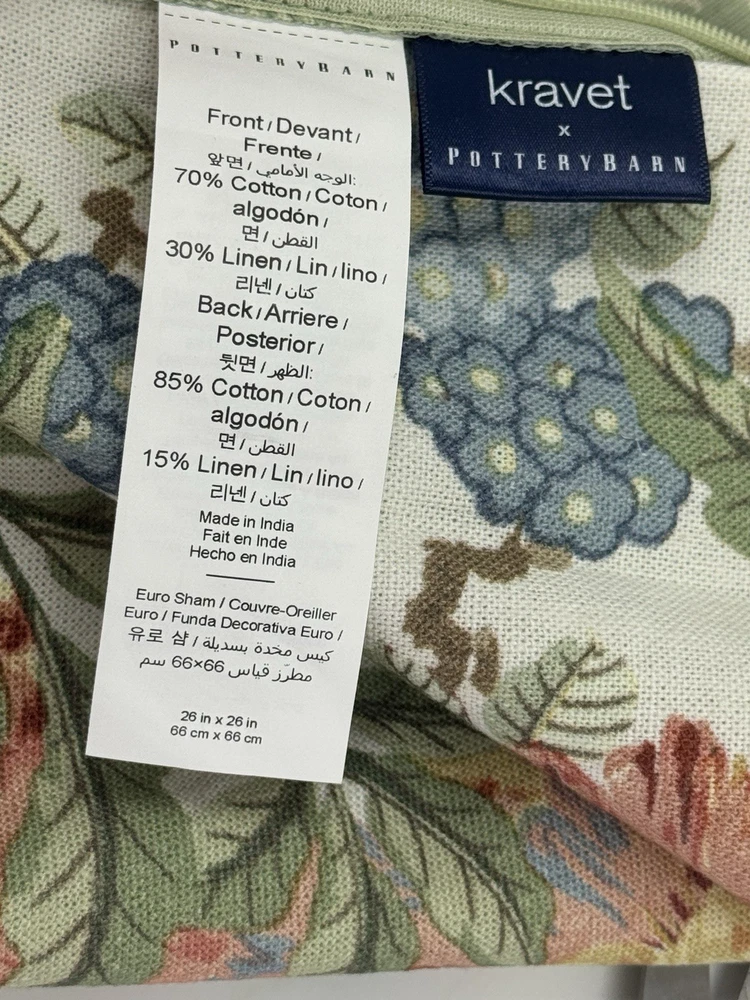 POTTERYBARN
Front / Devant /
Frente /
앞면 / الوجه الأمامي:
70% Cotton / Coton /
algodón /
면 / القطن
30% Linen / Lin / lino /
리넨 / كتان
Back / Arriere /
Posterior /
뒷면 / الظهر:
85% Cotton / Coton /
algodón /
면 / القطن
15% Linen / Lin / lino /
리넨 / كتان
Made in India
Fait en Inde
Hecho en India
Euro Sham / Couvre-Oreiller
Euro / Funda Decorativa Euro /
유로 샴 / كيس مخدة بسديلة
مطرّز قياس 66×66 سم
26 in x 26 in
66 cm x 66 cm
kravet
x
POTTERYBARN